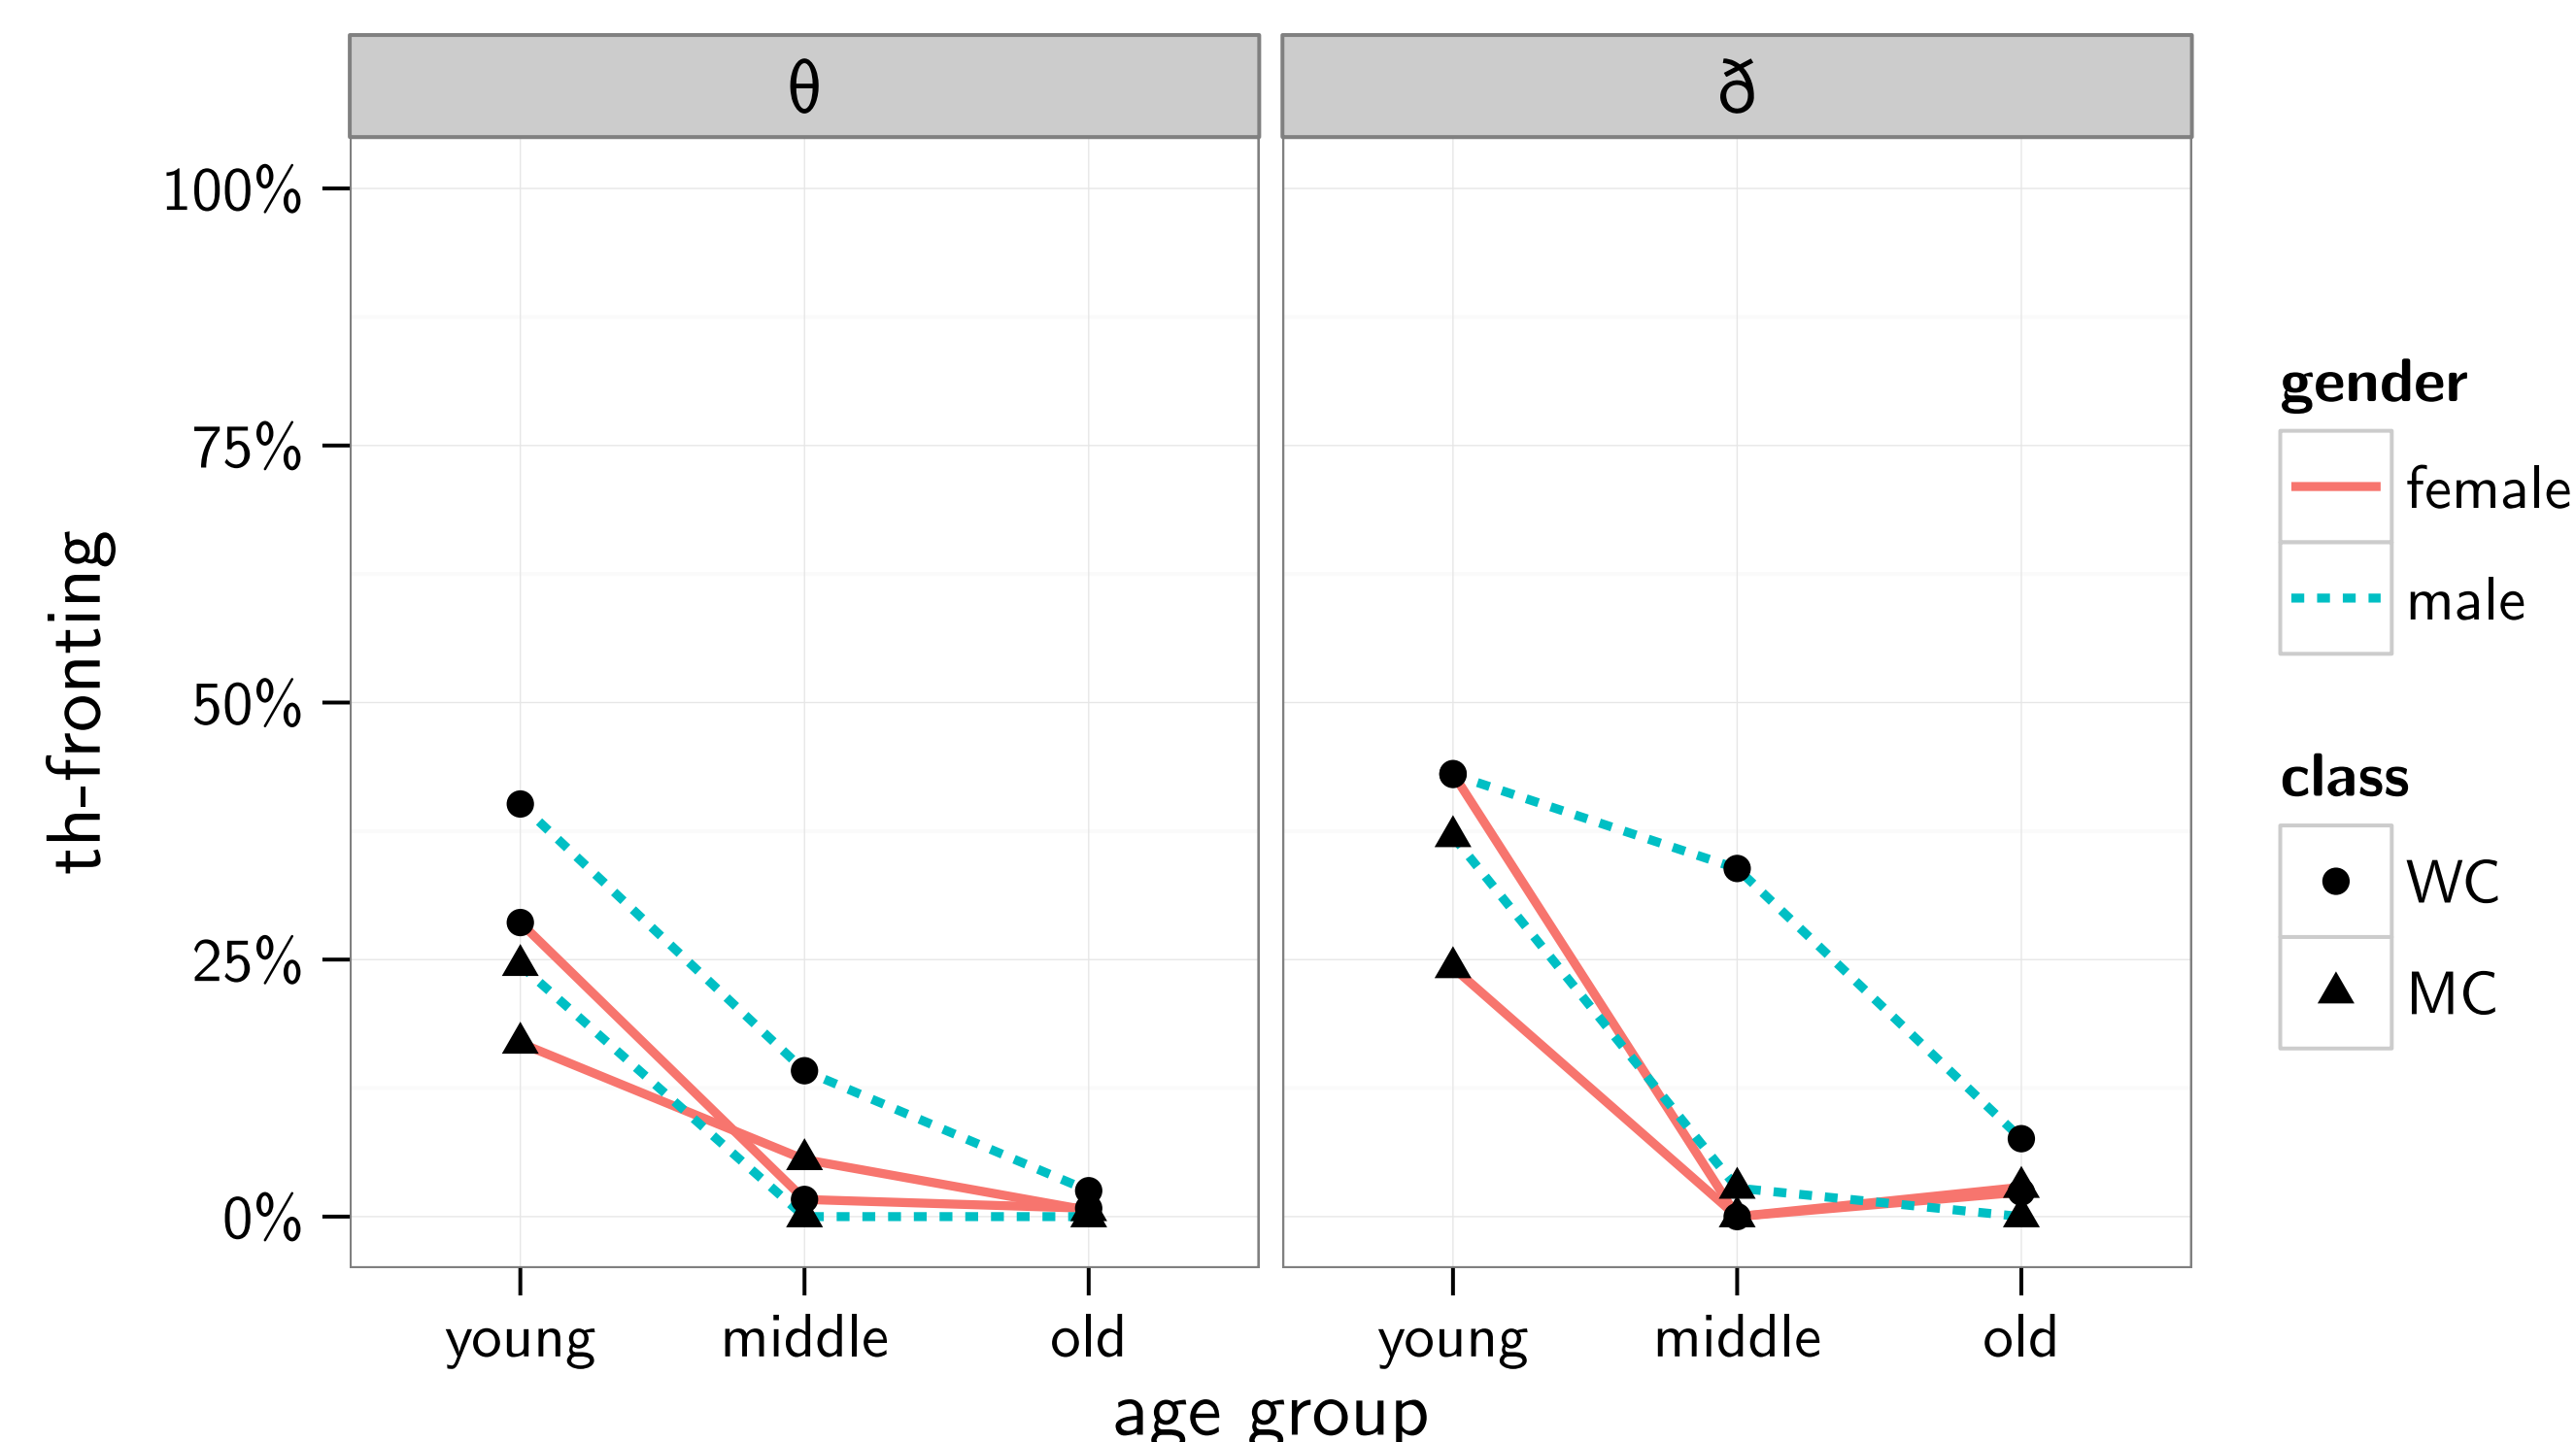 θ
ð
100%
75%
50%
25%
0%
th-fronting
young
middle
old
young
middle
old
age group
gender
female
male
class
WC
MC